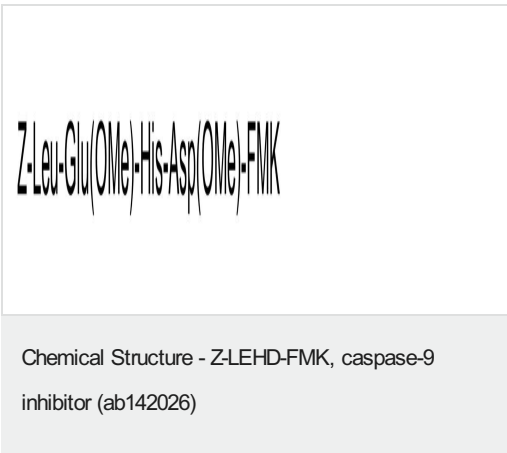 Z-Leu-Glu(OMe)-His-Asp(OMe)-FMK
Chemical Structure - Z-LEHD-FMK, caspase-9
inhibitor (ab142026)